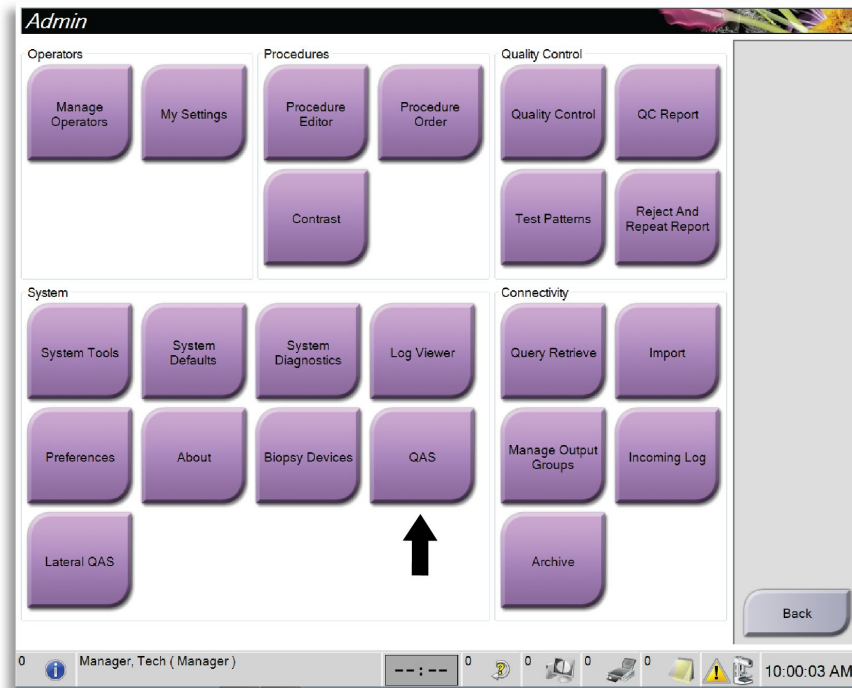 Admin
Operators
Manage
Operators
My Settings
Procedures
Procedure
Editor
Procedure
Order
Contrast
Quality Control
Quality Control
QC Report
Test Patterns
Reject And
Repeat Report
System
System Tools
System
Defaults
System
Diagnostics
Log Viewer
Preferences
About
Biopsy Devices
QAS
Lateral QAS
Connectivity
Query Retrieve
Import
Manage Output
Groups
Incoming Log
Archive
Back
0
Manager, Tech ( Manager )
--:--
0
0
0
0
10:00:03 AM